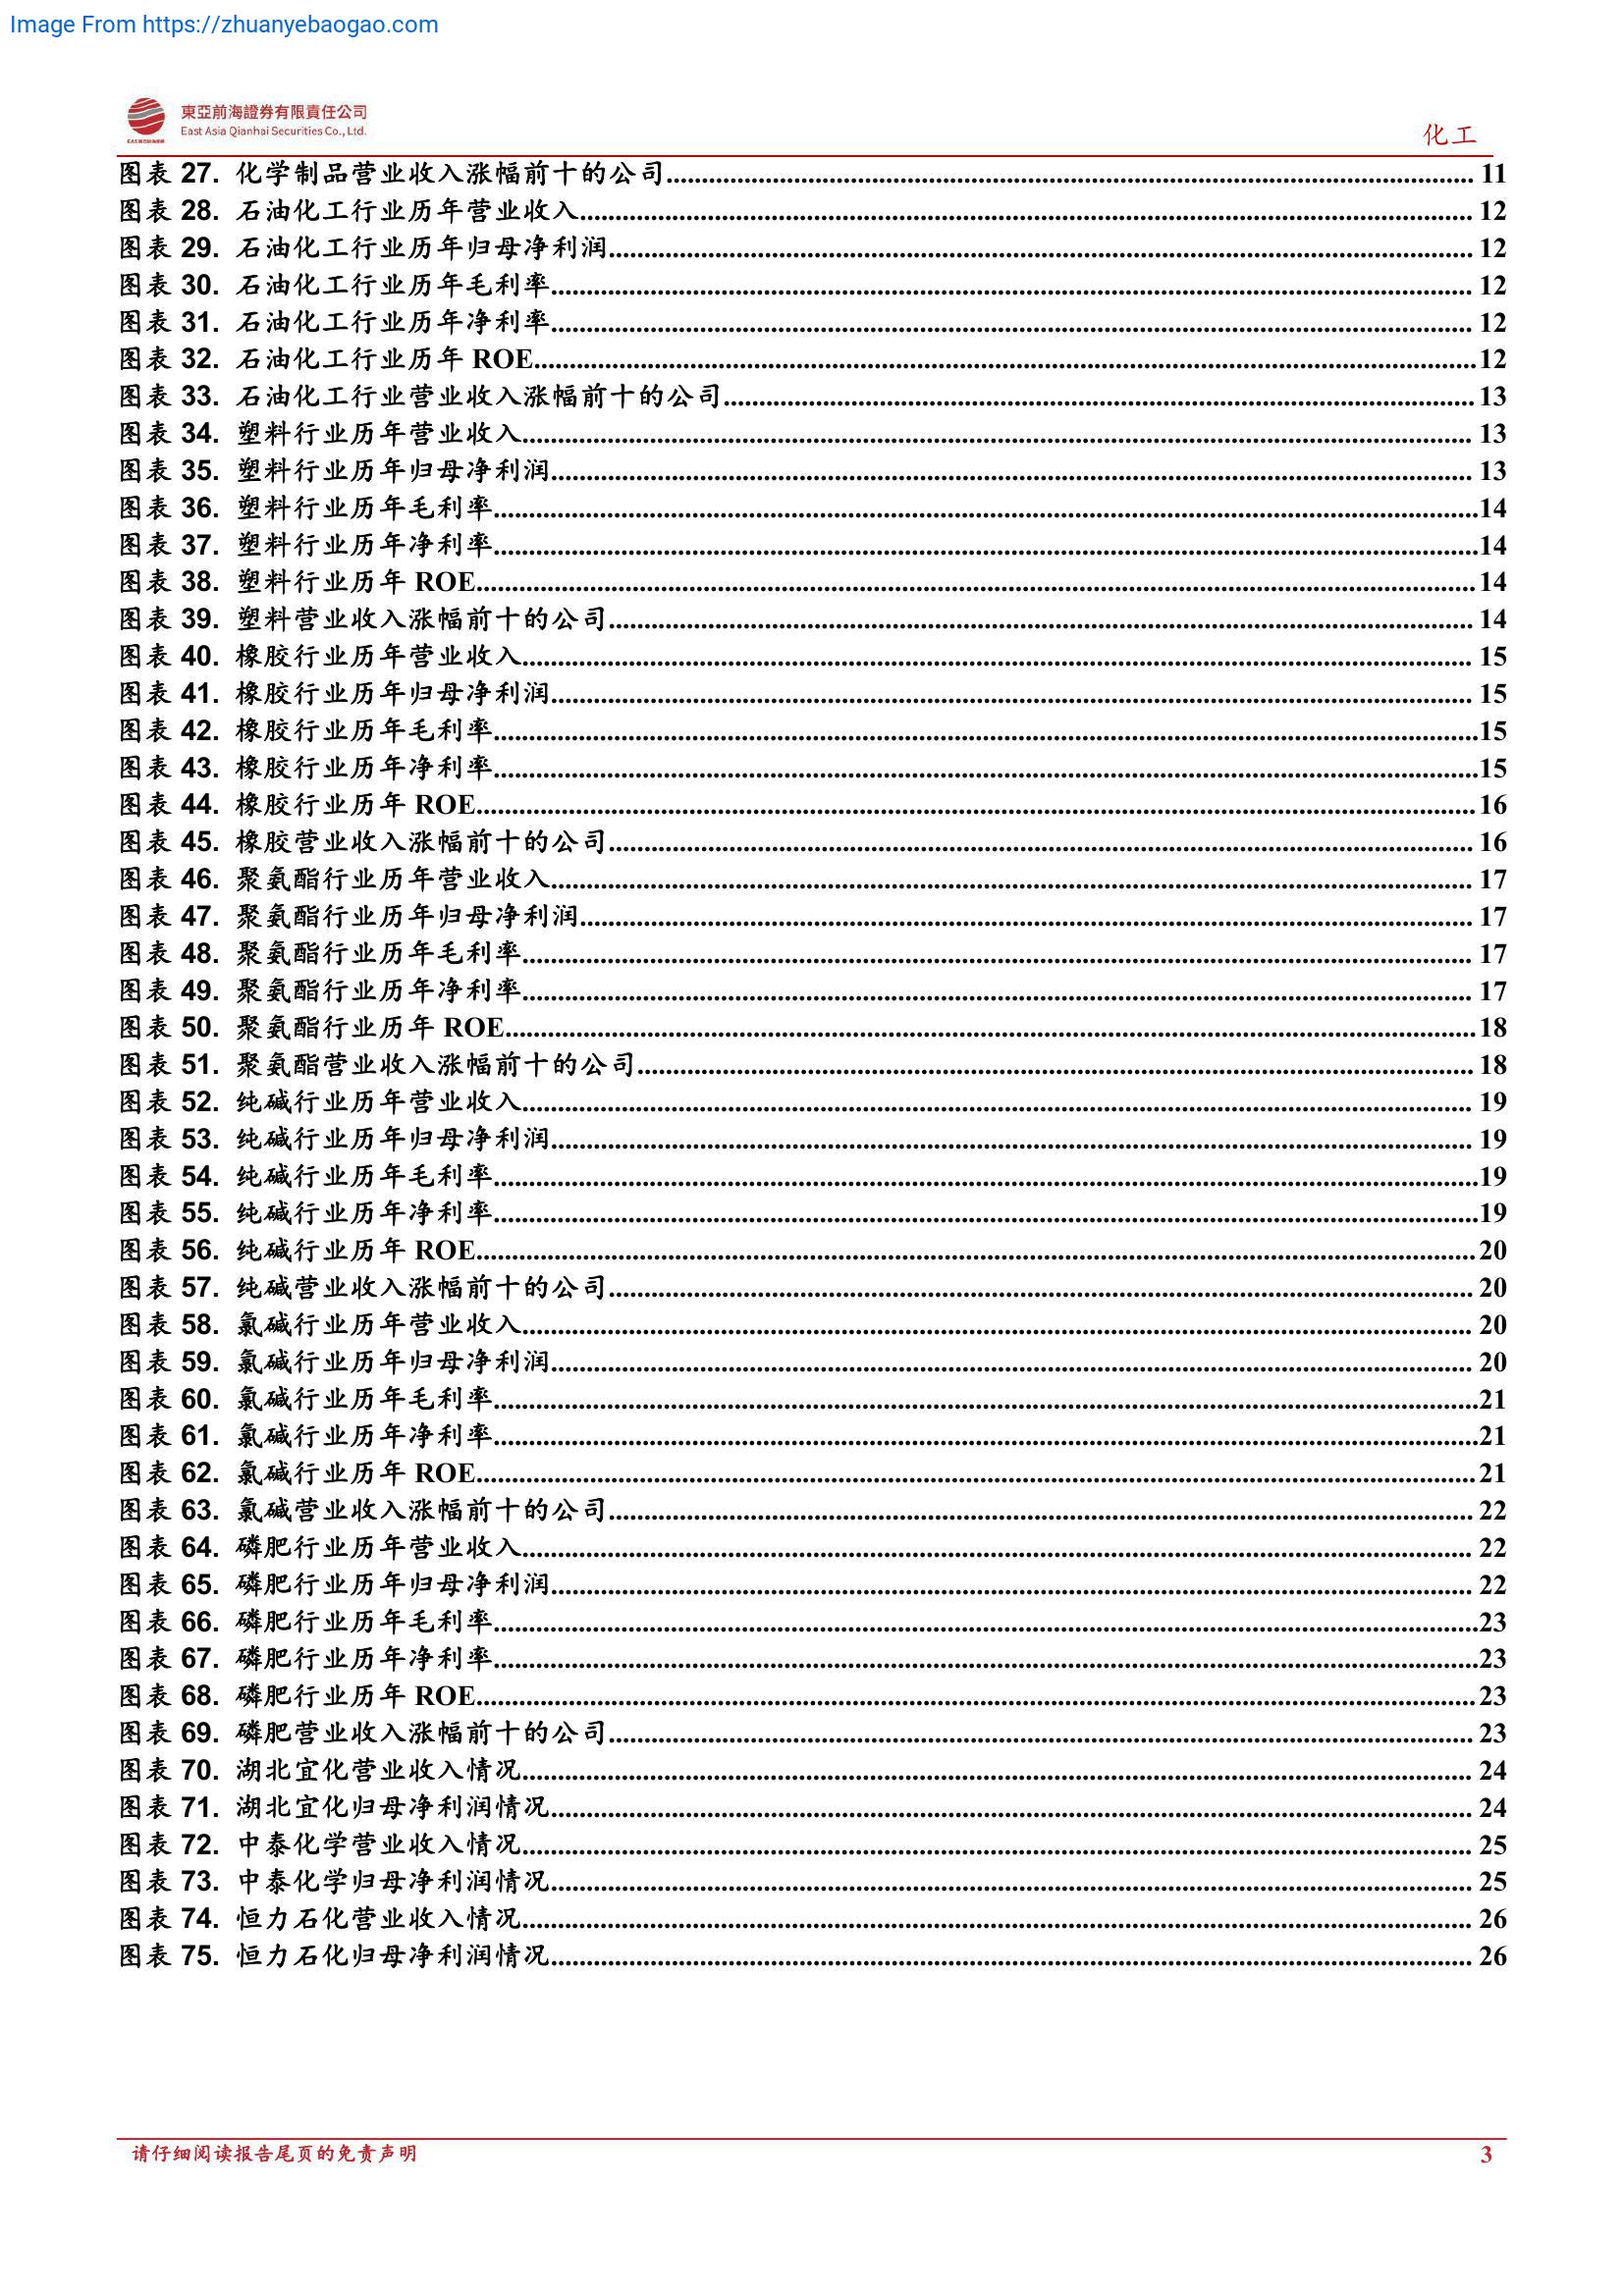 Image From https://zhuanyebaogao.com
東亞前海證券有限責任公司
East Asia Qianhai Securities Co., Ltd.
化工
图表 27. 化学制品营业收入涨幅前十的公司 11
图表 28. 石油化工行业历年营业收入 12
图表 29. 石油化工行业历年归母净利润 12
图表 30. 石油化工行业历年毛利率 12
图表 31. 石油化工行业历年净利率 12
图表 32. 石油化工行业历年 ROE 12
图表 33. 石油化工行业营业收入涨幅前十的公司 13
图表 34. 塑料行业历年营业收入 13
图表 35. 塑料行业历年归母净利润 13
图表 36. 塑料行业历年毛利率 14
图表 37. 塑料行业历年净利率 14
图表 38. 塑料行业历年 ROE 14
图表 39. 塑料营业收入涨幅前十的公司 14
图表 40. 橡胶行业历年营业收入 15
图表 41. 橡胶行业历年归母净利润 15
图表 42. 橡胶行业历年毛利率 15
图表 43. 橡胶行业历年净利率 15
图表 44. 橡胶行业历年 ROE 16
图表 45. 橡胶营业收入涨幅前十的公司 16
图表 46. 聚氨酯行业历年营业收入 17
图表 47. 聚氨酯行业历年归母净利润 17
图表 48. 聚氨酯行业历年毛利率 17
图表 49. 聚氨酯行业历年净利率 17
图表 50. 聚氨酯行业历年 ROE 18
图表 51. 聚氨酯营业收入涨幅前十的公司 18
图表 52. 纯碱行业历年营业收入 19
图表 53. 纯碱行业历年归母净利润 19
图表 54. 纯碱行业历年毛利率 19
图表 55. 纯碱行业历年净利率 19
图表 56. 纯碱行业历年 ROE 20
图表 57. 纯碱营业收入涨幅前十的公司 20
图表 58. 氯碱行业历年营业收入 20
图表 59. 氯碱行业历年归母净利润 20
图表 60. 氯碱行业历年毛利率 21
图表 61. 氯碱行业历年净利率 21
图表 62. 氯碱行业历年 ROE 21
图表 63. 氯碱营业收入涨幅前十的公司 22
图表 64. 磷肥行业历年营业收入 22
图表 65. 磷肥行业历年归母净利润 22
图表 66. 磷肥行业历年毛利率 23
图表 67. 磷肥行业历年净利率 23
图表 68. 磷肥行业历年 ROE 23
图表 69. 磷肥营业收入涨幅前十的公司 23
图表 70. 湖北宜化营业收入情况 24
图表 71. 湖北宜化归母净利润情况 24
图表 72. 中泰化学营业收入情况 25
图表 73. 中泰化学归母净利润情况 25
图表 74. 恒力石化营业收入情况 26
图表 75. 恒力石化归母净利润情况 26
请仔细阅读报告尾页的免责声明 3